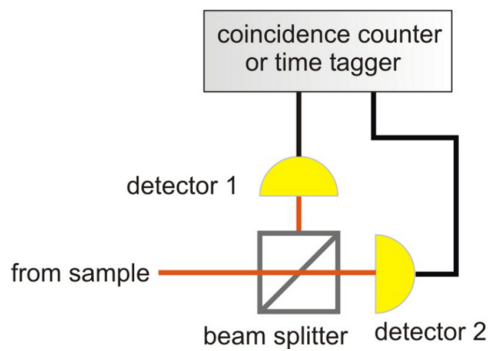 coincidence counter
or time tagger
detector 1
from sample
beam splitter
detector 2